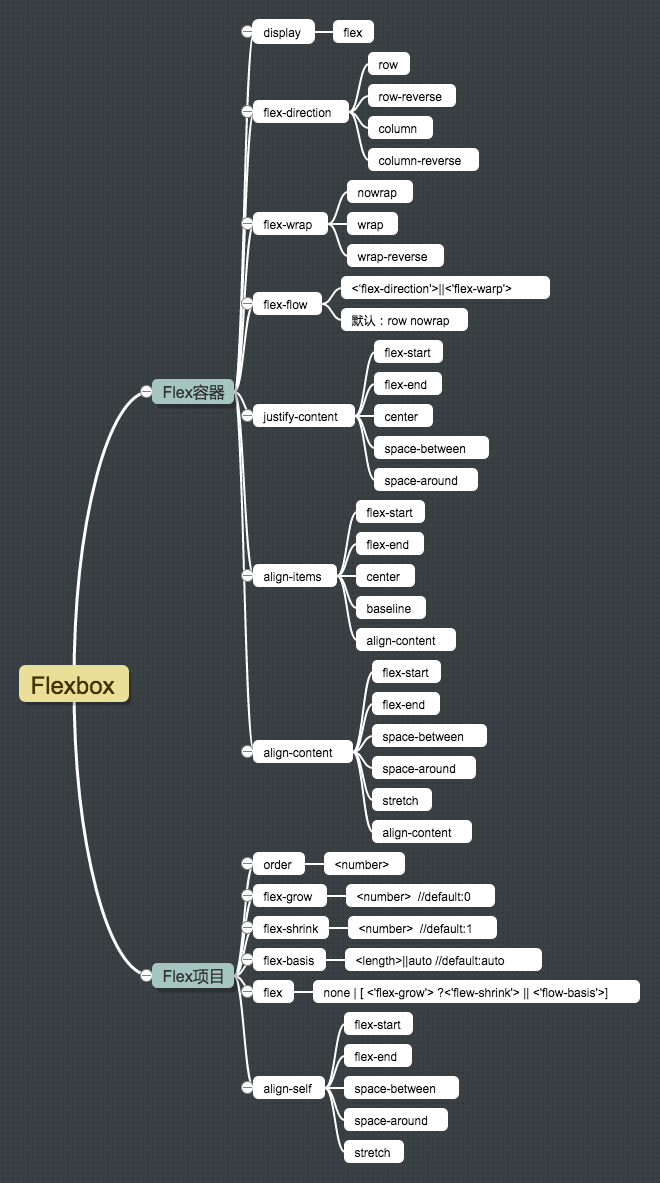 Flexbox
Flex容器
display
flex
flex-direction
row
row-reverse
column
column-reverse
flex-wrap
nowrap
wrap
wrap-reverse
flex-flow
<'flex-direction'>||<'flex-warp'>
默认：row nowrap
justify-content
flex-start
flex-end
center
space-between
space-around
align-items
flex-start
flex-end
center
baseline
align-content
align-content
flex-start
flex-end
space-between
space-around
stretch
align-content
Flex项目
order
<number>
flex-grow
<number>  //default:0
flex-shrink
<number>  //default:1
flex-basis
<length>||auto //default:auto
flex
none | [ <'flex-grow'> ?<'flew-shrink'> || <'flow-basis'>]
align-self
flex-start
flex-end
space-between
space-around
stretch